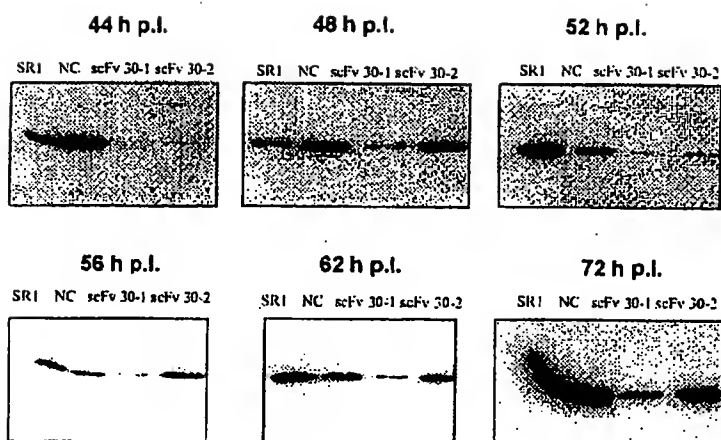 44 h p.i.
48 h p.i.
52 h p.i.
SR1 NC scFv 30-1 scFv 30-2
SR1 NC scFv 30-1 scFv 30-2
SR1 NC scFv 30-1 scFv 30-2
56 h p.i.
62 h p.i.
72 h p.i.
SR1 NC scFv 30-1 scFv 30-2
SR1 NC scFv 30-1 scFv 30-2
SR1 NC scFv 30-1 scFv 30-2